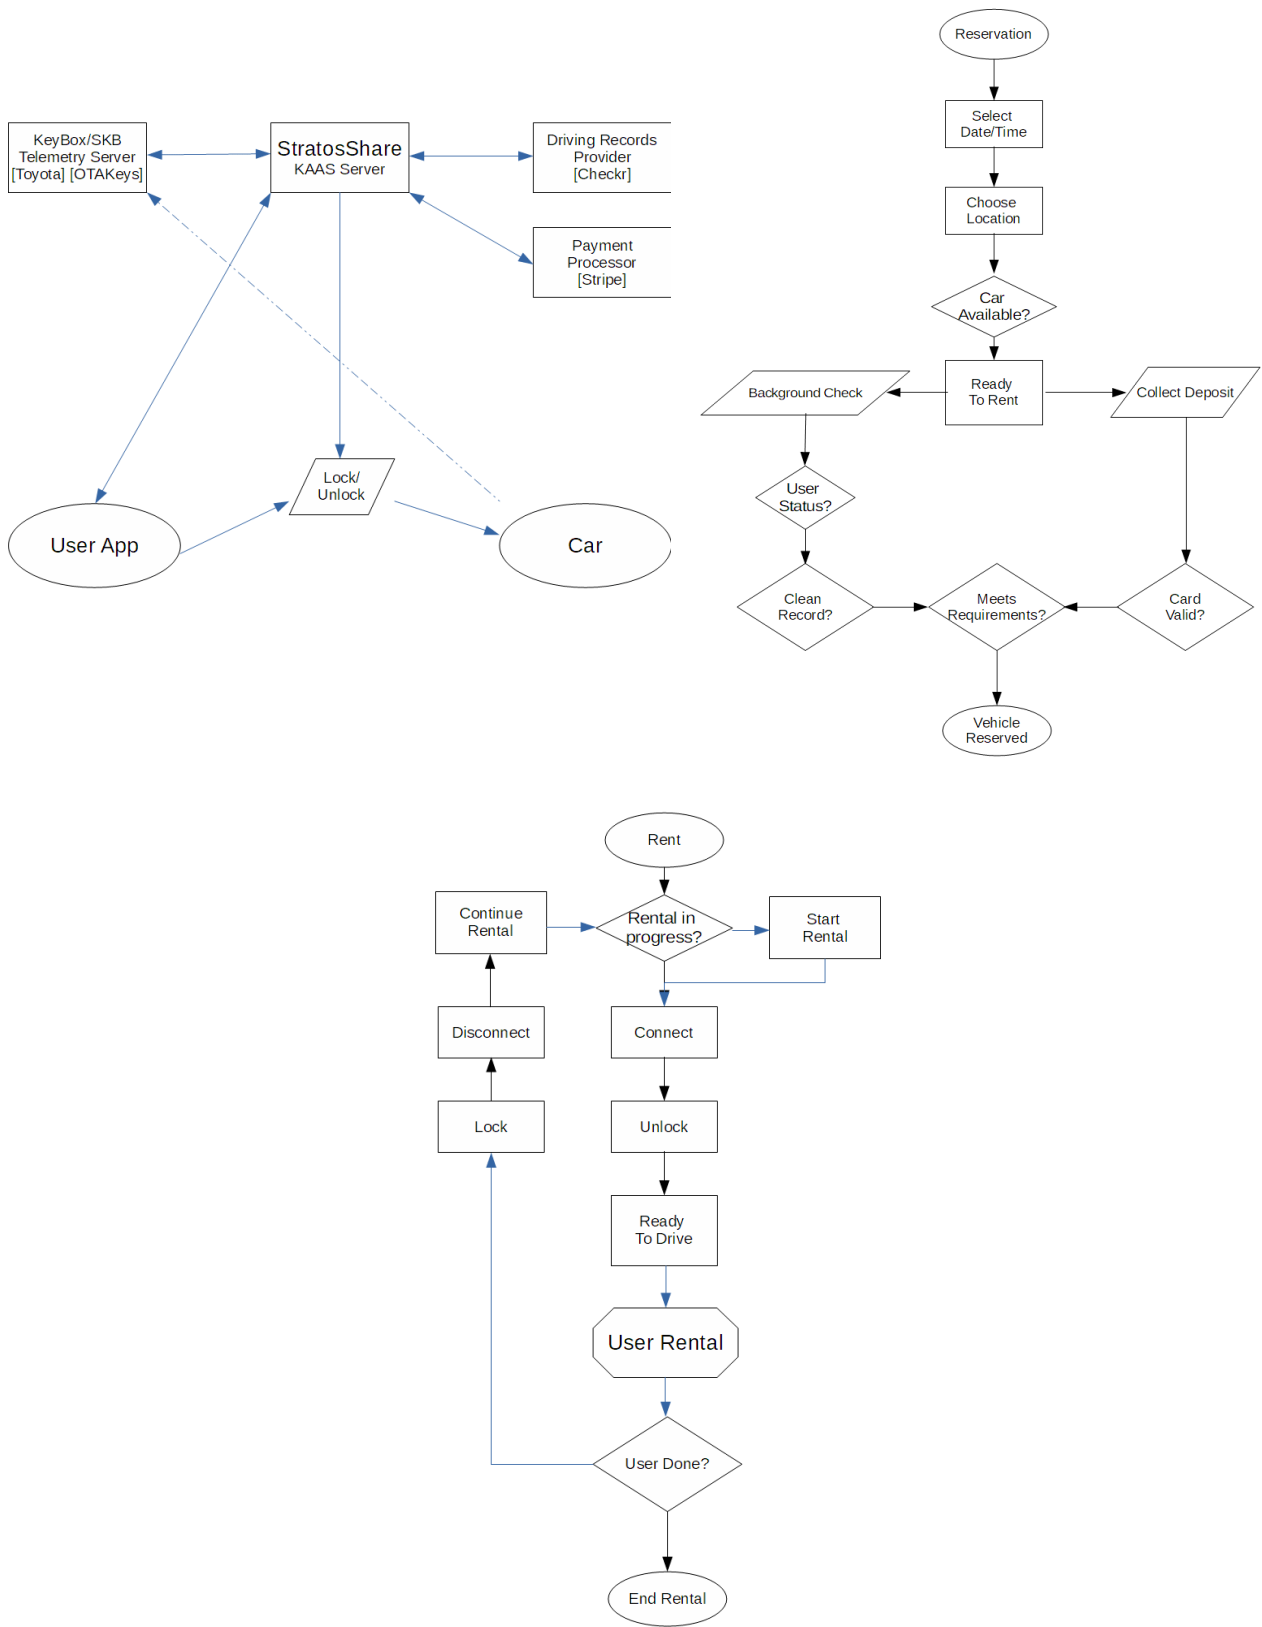 KeyBox/SKB
Telemetry Server
[Toyota] [OTAKeys]
StratosShare
KAAS Server
Driving Records
Provider
[Checkr]
Payment
Processor
[Stripe]
Lock/
Unlock
User App
Car
Reservation
Select
Date/Time
Choose
Location
Car
Available?
Ready
To Rent
Background Check
Collect Deposit
User
Status?
Clean
Record?
Meets
Requirements?
Card
Valid?
Vehicle
Reserved
Rent
Continue
Rental
Rental in
progress?
Start
Rental
Disconnect
Connect
Lock
Unlock
Ready
To Drive
User Rental
User Done?
End Rental